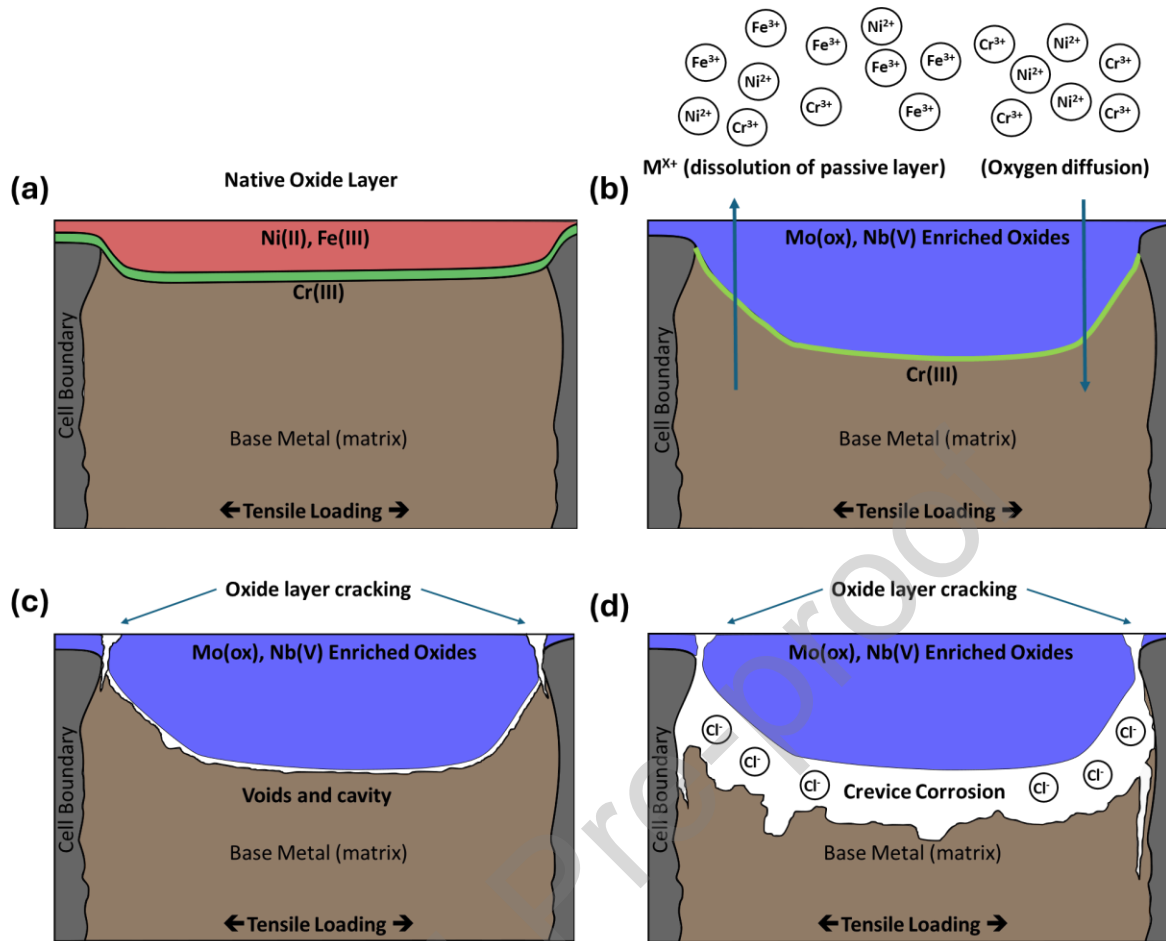 (a)
Native Oxide Layer
Ni(II), Fe(III)
Cr(III)
Cell Boundary
Base Metal (matrix)
🡸Tensile Loading🡺
(b)
Fe³⁺ Fe³⁺ Fe³⁺ Ni²⁺ Fe³⁺ Fe³⁺ Cr³⁺ Ni²⁺ Cr³⁺
Ni²⁺ Ni²⁺
Ni²⁺ Cr³⁺ Cr³⁺ Fe³⁺ Cr³⁺ Ni²⁺ Cr³⁺
M^X+ (dissolution of passive layer) (Oxygen diffusion)
Mo(ox), Nb(V) Enriched Oxides
Cr(III)
Cell Boundary
Base Metal (matrix)
🡸Tensile Loading🡺
(c)
Oxide layer cracking
Mo(ox), Nb(V) Enriched Oxides
Voids and cavity
Cell Boundary
Base Metal (matrix)
🡸Tensile Loading🡺
(d)
Oxide layer cracking
Mo(ox), Nb(V) Enriched Oxides
Cl⁻ Cl⁻ Cl⁻ Cl⁻ Cl⁻ Cl⁻
Crevice Corrosion
Cell Boundary
Base Metal (matrix)
🡸Tensile Loading🡺
Pre-proof